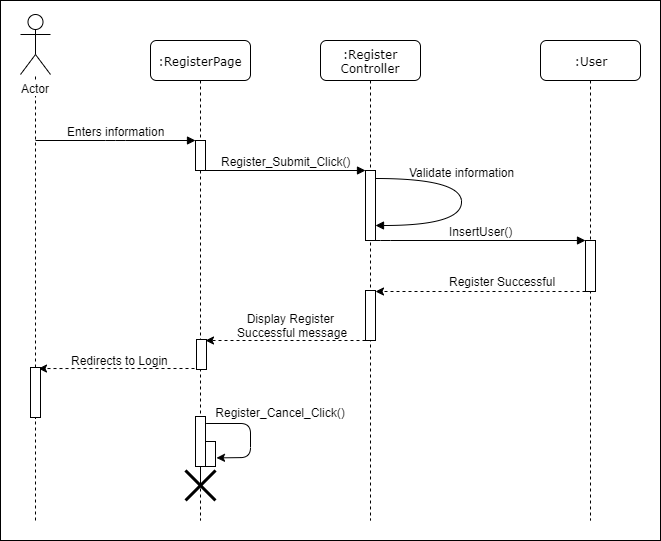 Actor
:RegisterPage
:Register
Controller
:User
Enters information
Register_Submit_Click()
Validate information
InsertUser()
Register Successful
Display Register
Successful message
Redirects to Login
Register_Cancel_Click()